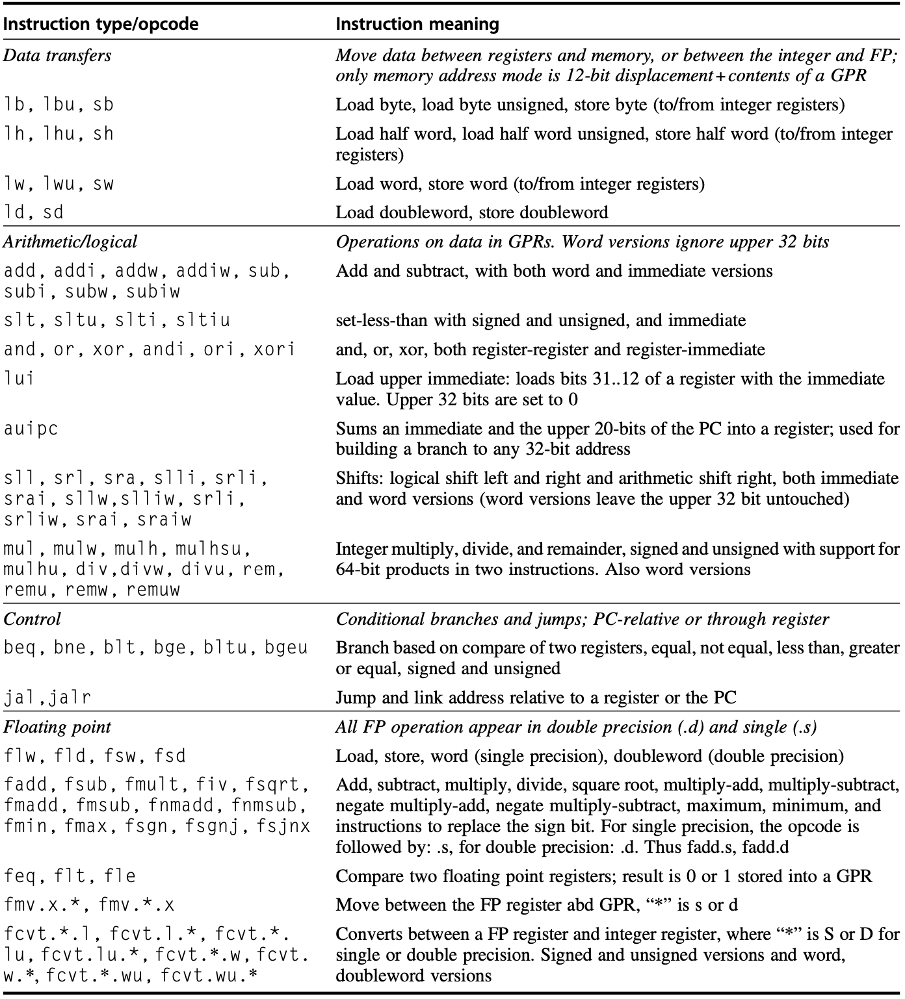 Instruction type/opcode Instruction meaning
Data transfers Move data between registers and memory, or between the integer and FP;
only memory address mode is 12-bit displacement+contents of a GPR
lb, lbu, sb Load byte, load byte unsigned, store byte (to/from integer registers)
lh, lhu, sh Load half word, load half word unsigned, store half word (to/from integer
registers)
lw, lwu, sw Load word, store word (to/from integer registers)
ld, sd Load doubleword, store doubleword
Arithmetic/logical Operations on data in GPRs. Word versions ignore upper 32 bits
add, addi, addw, addiw, sub, Add and subtract, with both word and immediate versions
subi, subw, subiw
slt, sltu, slti, sltiu set-less-than with signed and unsigned, and immediate
and, or, xor, andi, ori, xori and, or, xor, both register-register and register-immediate
lui Load upper immediate: loads bits 31..12 of a register with the immediate
value. Upper 32 bits are set to 0
auipc Sums an immediate and the upper 20-bits of the PC into a register; used for
building a branch to any 32-bit address
sll, srl, sra, slli, srli, Shifts: logical shift left and right and arithmetic shift right, both immediate
srai, sllw,slliw, srli, and word versions (word versions leave the upper 32 bit untouched)
srliw, srai, sraiw
mul, mulw, mulh, mulhsu, Integer multiply, divide, and remainder, signed and unsigned with support for
mulhu, div,divw, divu, rem, 64-bit products in two instructions. Also word versions
remu, remw, remuw
Control Conditional branches and jumps; PC-relative or through register
beq, bne, blt, bge, bltu, bgeu Branch based on compare of two registers, equal, not equal, less than, greater
or equal, signed and unsigned
jal,jalr Jump and link address relative to a register or the PC
Floating point All FP operation appear in double precision (.d) and single (.s)
flw, fld, fsw, fsd Load, store, word (single precision), doubleword (double precision)
fadd, fsub, fmult, fiv, fsqrt, Add, subtract, multiply, divide, square root, multiply-add, multiply-subtract,
fmadd, fmsub, fnmadd, fnmsub, negate multiply-add, negate multiply-subtract, maximum, minimum, and
fmin, fmax, fsgn, fsgnj, fsjnx instructions to replace the sign bit. For single precision, the opcode is
followed by: .s, for double precision: .d. Thus fadd.s, fadd.d
feq, flt, fle Compare two floating point registers; result is 0 or 1 stored into a GPR
fmv.x.*, fmv.*.x Move between the FP register abd GPR, “*” is s or d
fcvt.*.l, fcvt.l.*, fcvt.*. Converts between a FP register and integer register, where “*” is S or D for
lu, fcvt.lu.*, fcvt.*.w, fcvt. single or double precision. Signed and unsigned versions and word,
w.*, fcvt.*.wu, fcvt.wu.* doubleword versions